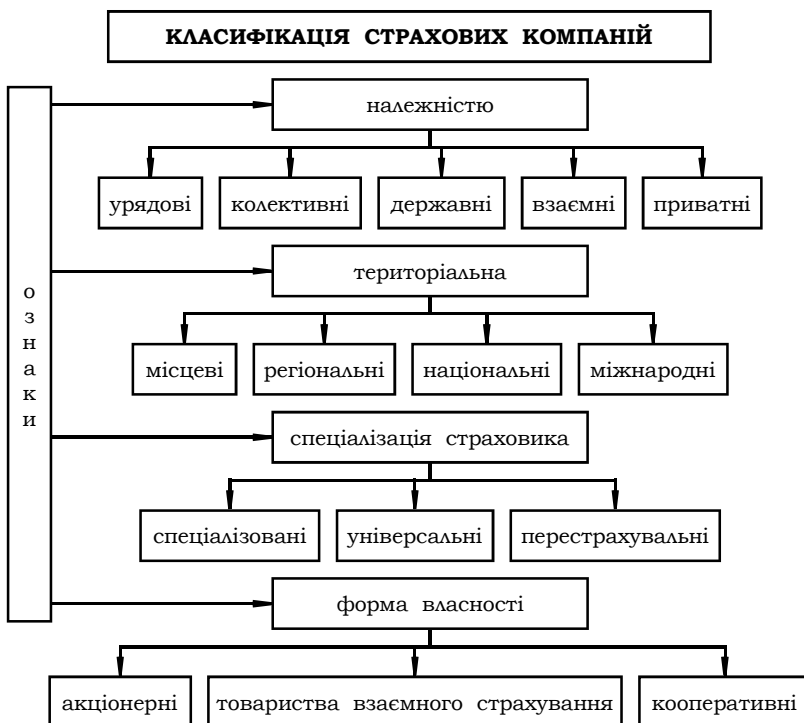 КЛАСИФІКАЦІЯ СТРАХОВИХ КОМПАНІЙ
ознаки
належністю
урядові колективні державні взаємні приватні
територіальна
місцеві регіональні національні міжнародні
спеціалізація страховика
спеціалізовані універсальні перестрахувальні
форма власності
акціонерні товариства взаємного страхування кооперативні